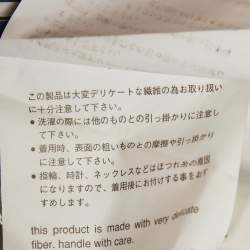 この製品は大変デリケートな繊維の為お取り扱い
に十分注意して下さい。
● 洗濯の際には他のものとの引っ掛かりに注意し
て下さい。
● 着用時、表面の粗いものとの摩擦や引っ掛かり
に注意して下さい。
● 指輪、時計、ネックレスなどはほつれ糸の原因
になりますので、着用後にお付けする事をおす
すめします。
this product is made with very delicate
fiber. handle with care.